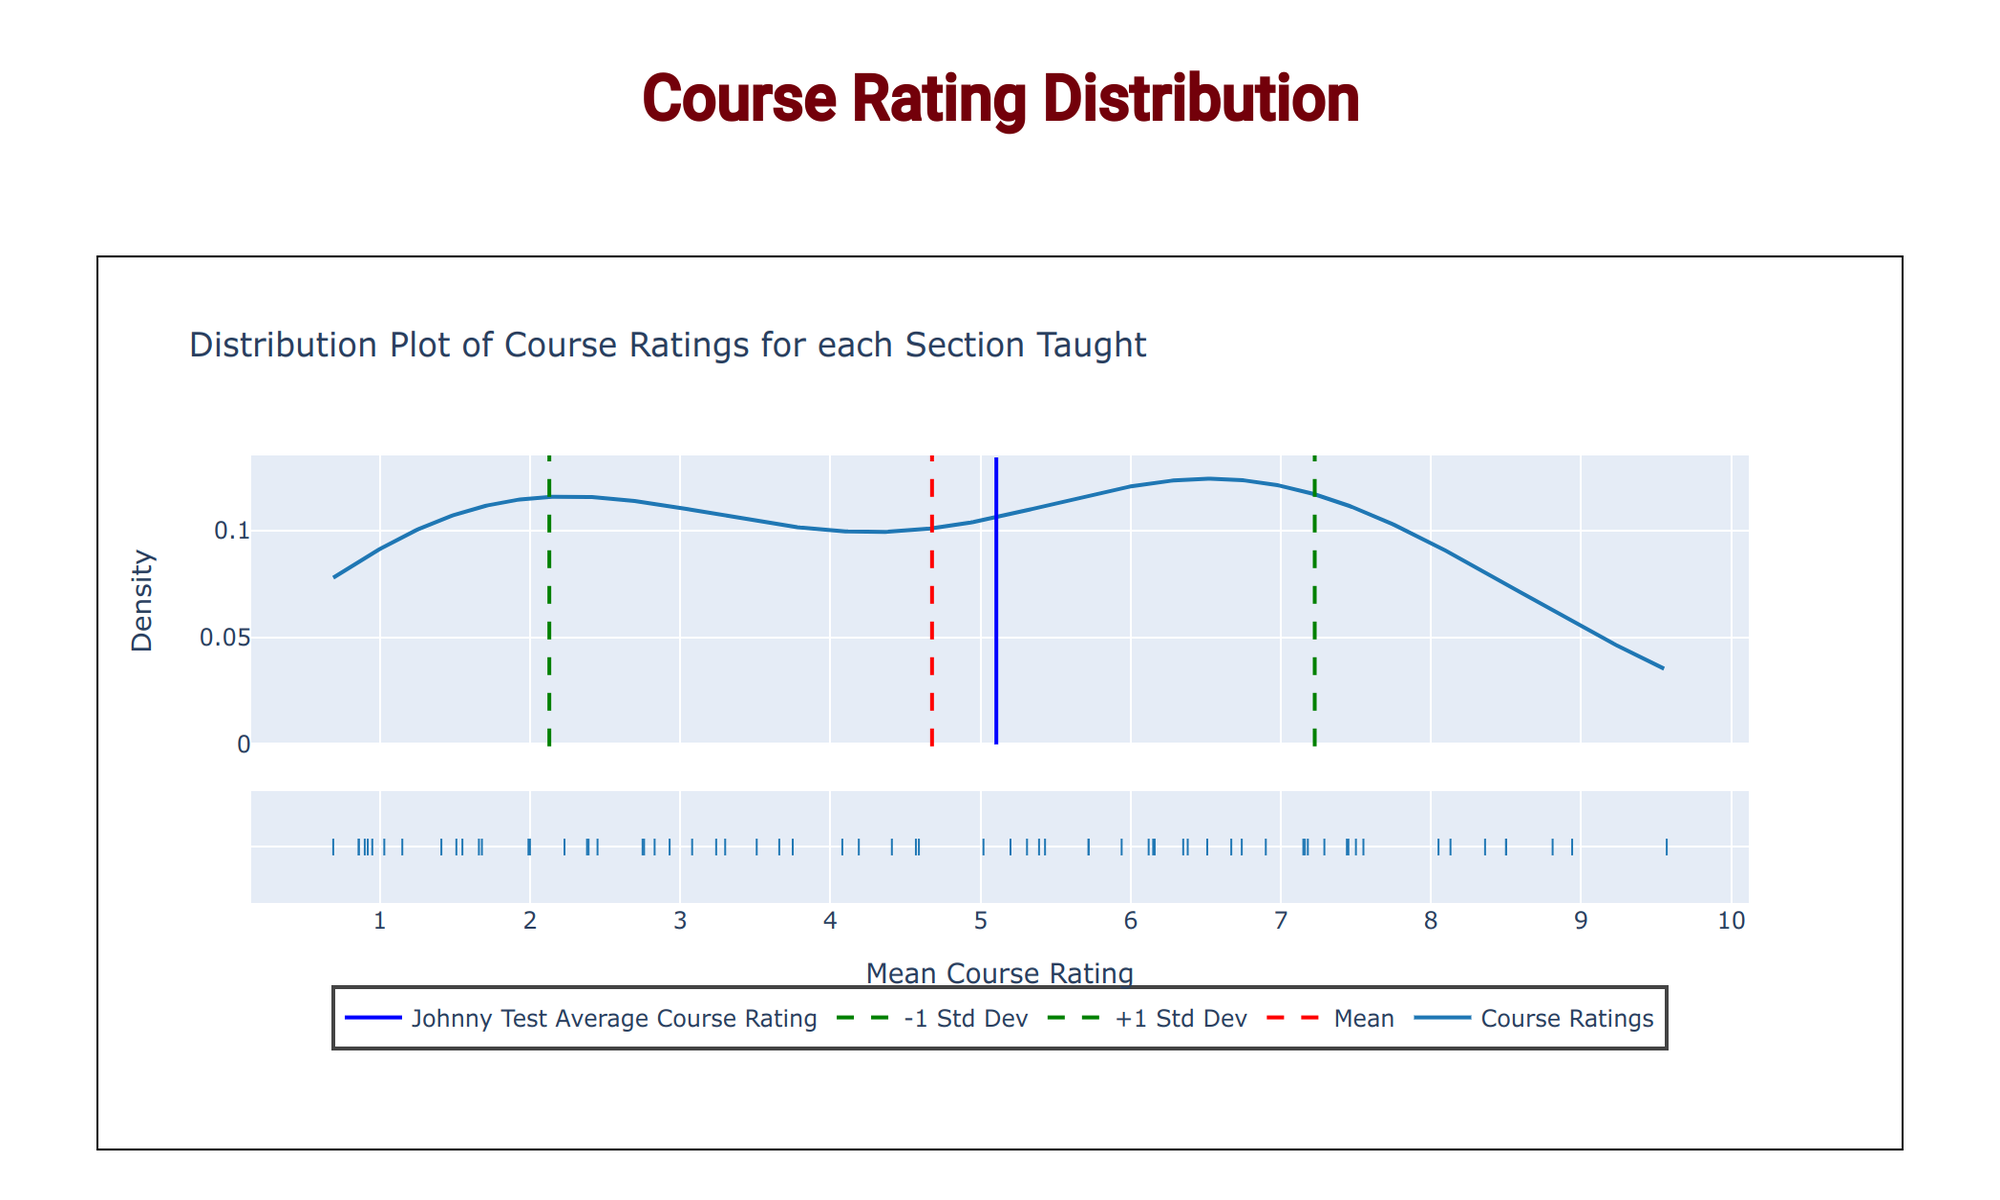 Course Rating Distribution
Distribution Plot of Course Ratings for each Section Taught
Density
0.1
0.05
0
1 2 3 4 5 6 7 8 9 10
Mean Course Rating
Johnny Test Average Course Rating -1 Std Dev +1 Std Dev Mean Course Ratings